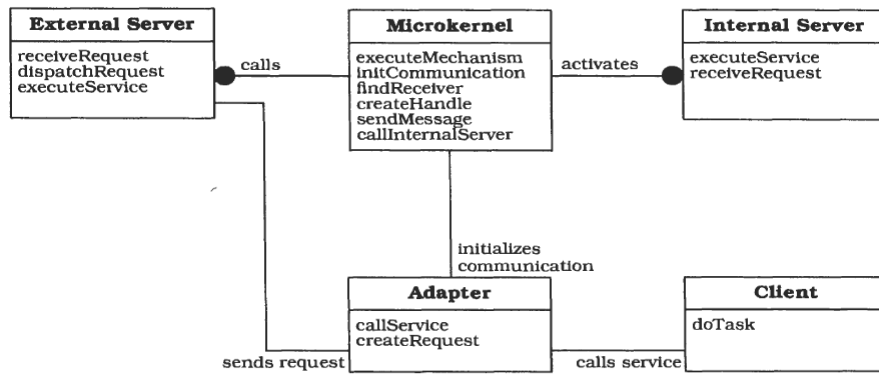 External Server
receiveRequest
dispatchRequest
executeService
calls
Microkernel
executeMechanism
initCommunication
findReceiver
createHandle
sendMessage
callInternalServer
activates
Internal Server
executeService
receiveRequest
initializes
communication
Adapter
callService
createRequest
sends request
calls service
Client
doTask